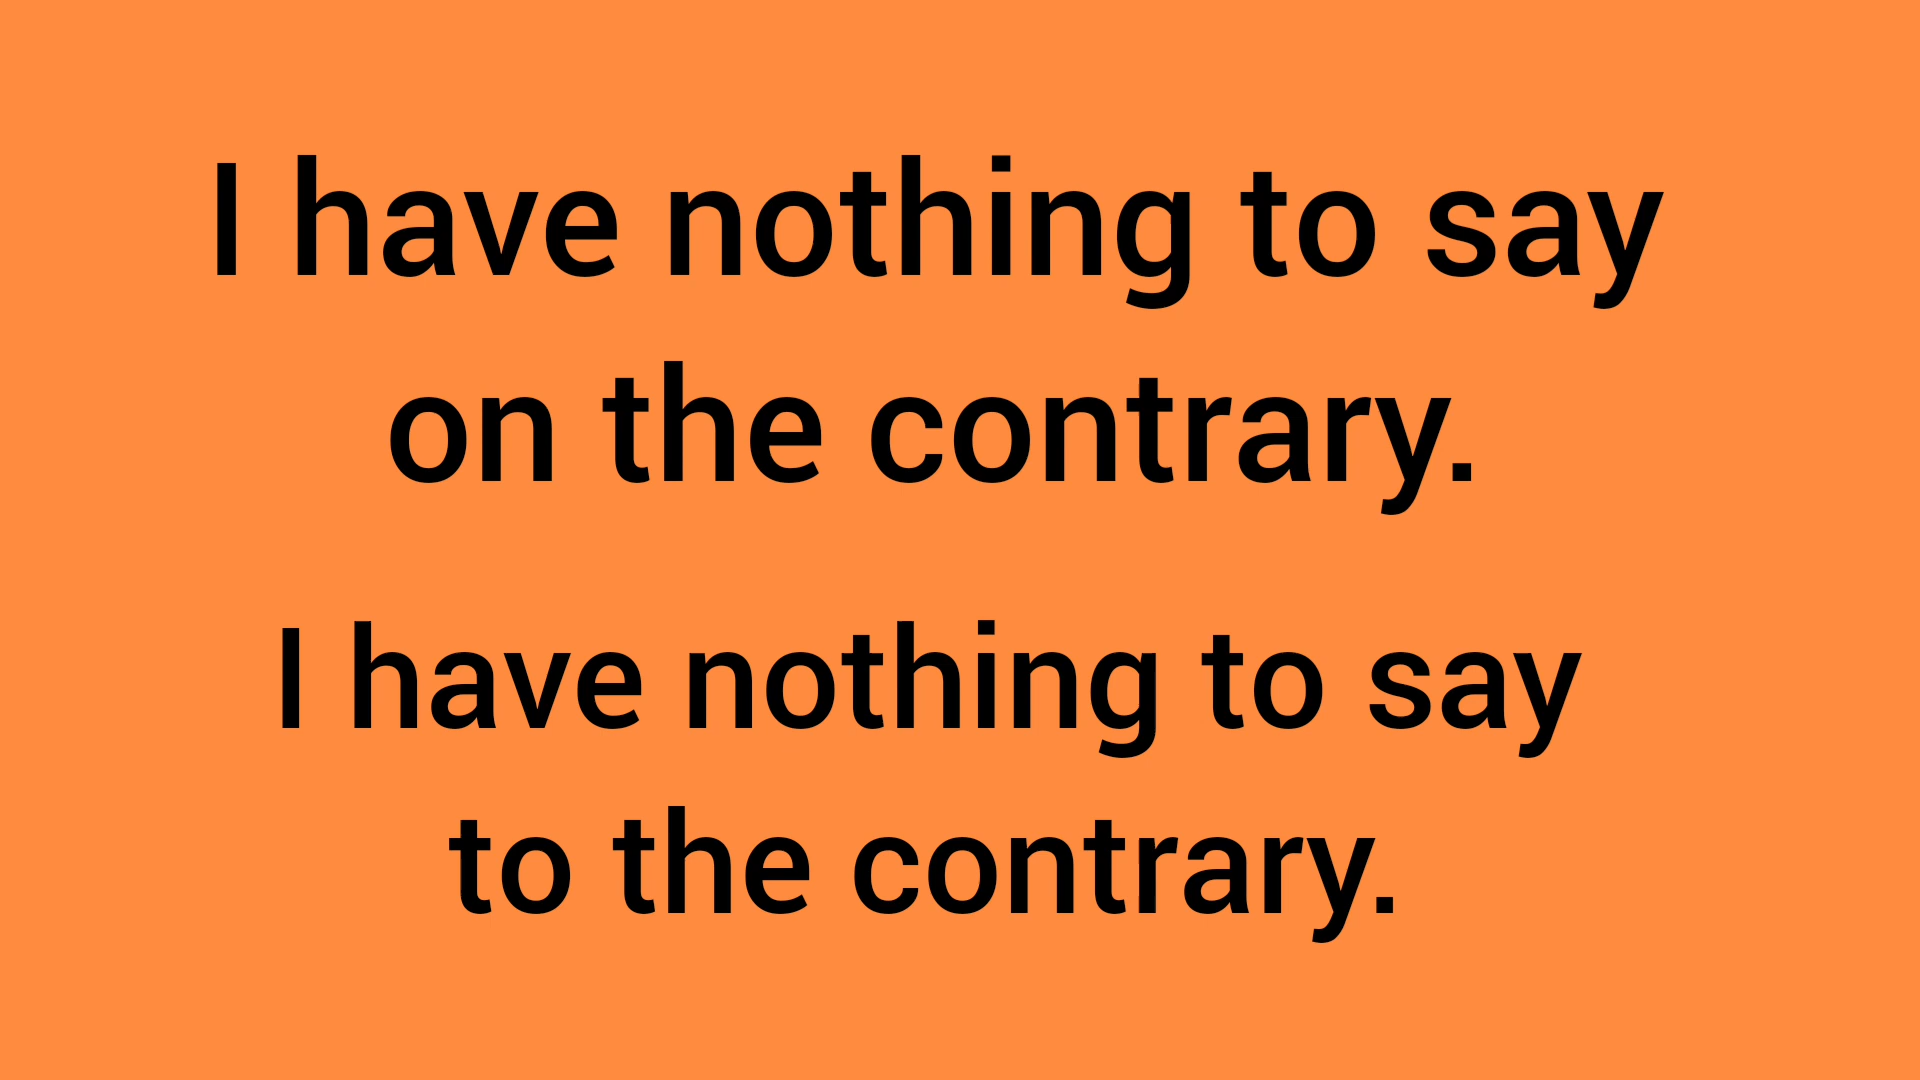 I have nothing to say
on the contrary.
I have nothing to say
to the contrary.